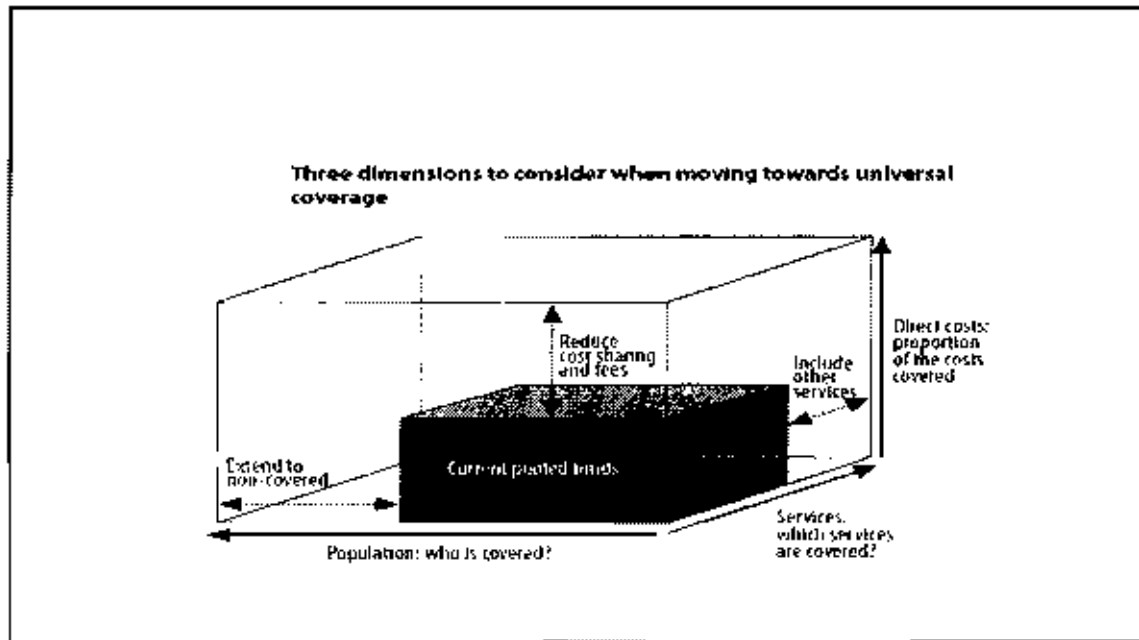 Three dimensions to consider when moving towards universal
coverage
Reduce
cost sharing
and fees
Include
other
services
Direct costs:
proportion
of the costs
covered
Extend to
non-covered
Current pooled funds
Population: who is covered?
Services:
which services
are covered?